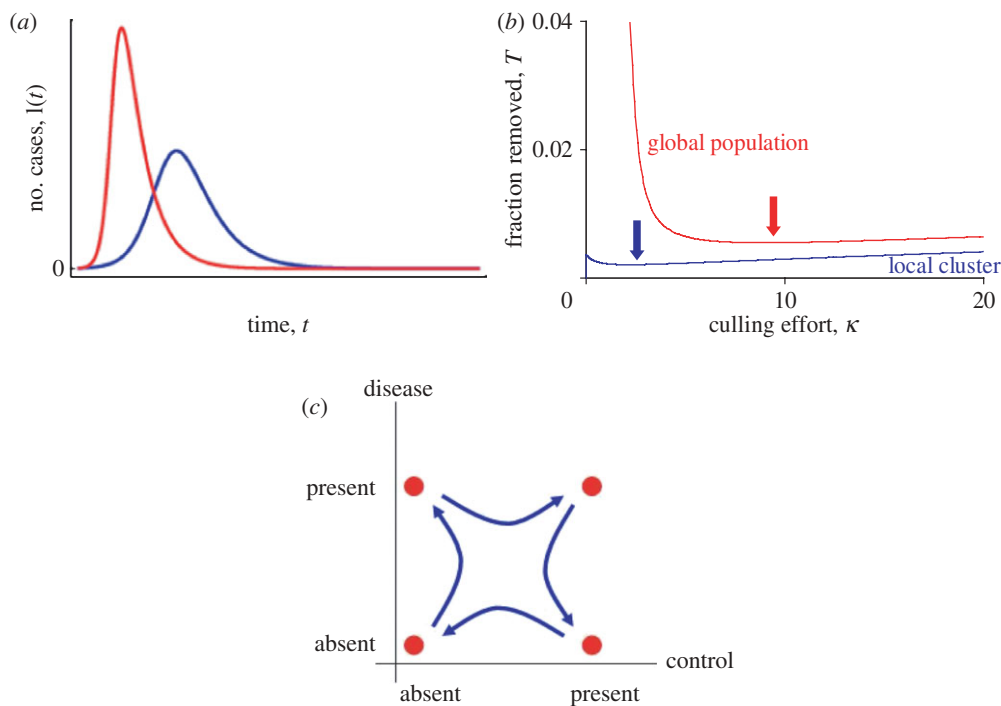 (a)
no. cases, I(t)
0
time, t
(b)
0.04
fraction removed, T
0.02
global population
local cluster
0
10
20
culling effort, κ
(c)
disease
present
absent
control
absent
present